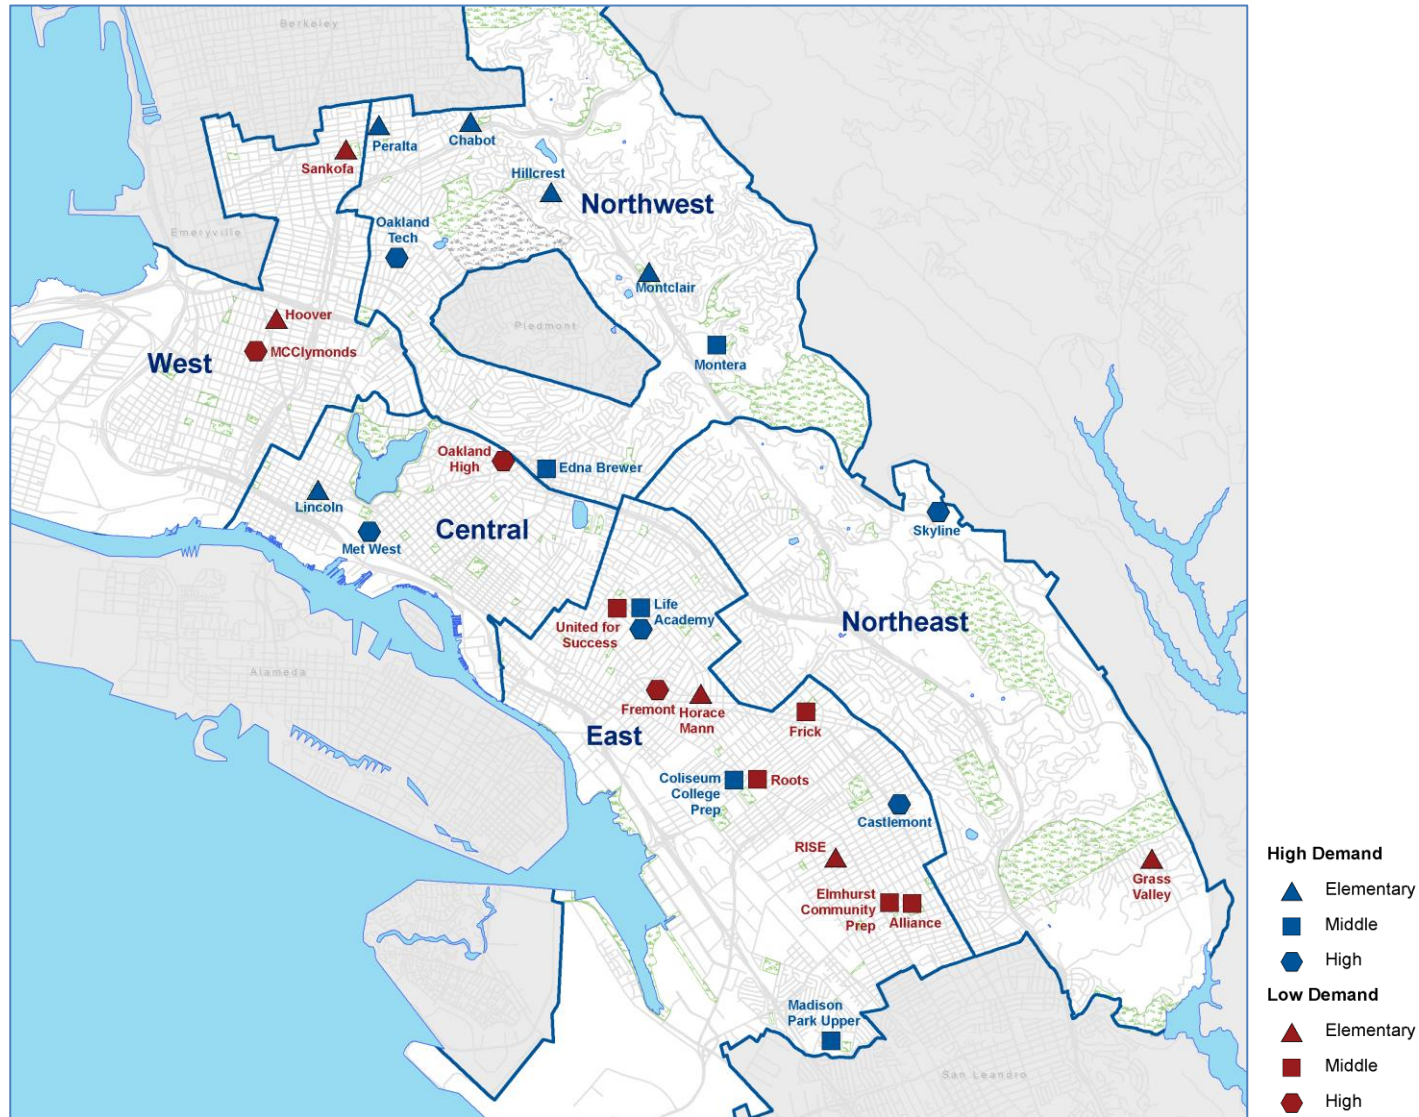 Berkeley
Peralta
Chabot
Sankofa
Hillcrest
Northwest
Oakland
Tech
Emeryville
Montclair
Hoover
Piedmont
MCClymonds
West
Montera
Oakland
High
Edna Brewer
Lincoln
Central
Skyline
Met West
Life
Academy
United for
Success
Northeast
Alameda
Fremont
Horace
Mann
Frick
East
Coliseum
College
Prep
Roots
Castlemont
RISE
Grass
Valley
Elmhurst
Community
Prep
Alliance
Madison
Park Upper
San Leandro
High Demand
Elementary
Middle
High
Low Demand
Elementary
Middle
High